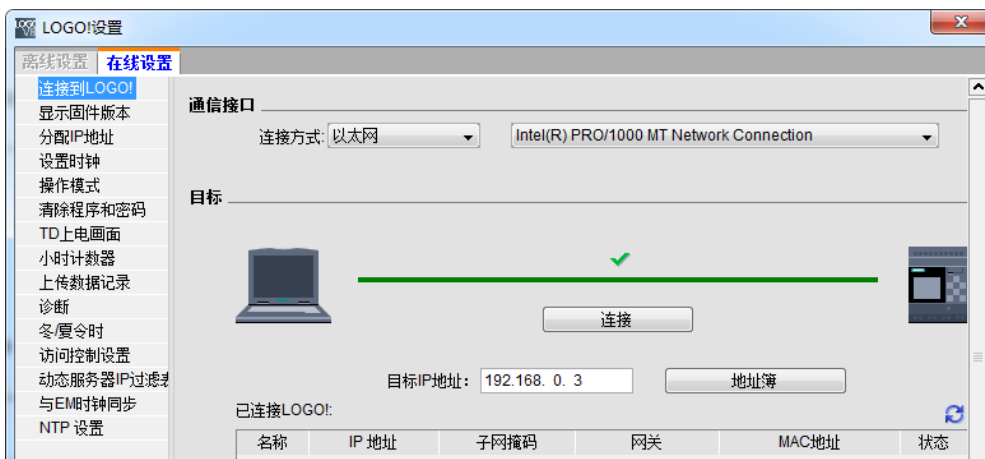 LOGO!设置
离线设置 在线设置
连接到LOGO!
显示固件版本
分配IP地址
设置时钟
操作模式
清除程序和密码
TD上电画面
小时计数器
上传数据记录
诊断
冬/夏令时
访问控制设置
动态服务器IP过滤表
与EM时钟同步
NTP 设置
通信接口
连接方式: 以太网 Intel(R) PRO/1000 MT Network Connection
目标
连接
目标IP地址: 192.168. 0. 3 地址簿
已连接LOGO!:
名称 IP 地址 子网掩码 网关 MAC地址 状态